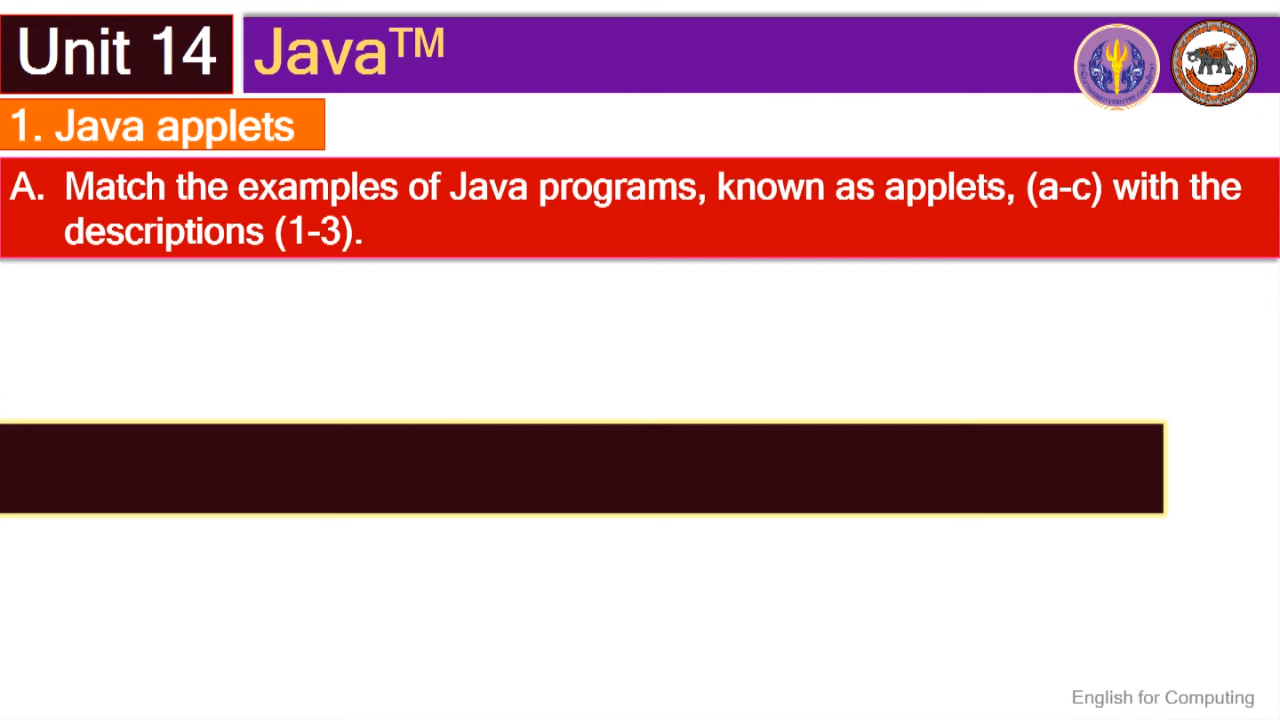 Unit 14
Java™
1. Java applets
A. Match the examples of Java programs, known as applets, (a-c) with the
descriptions (1-3).
English for Computing